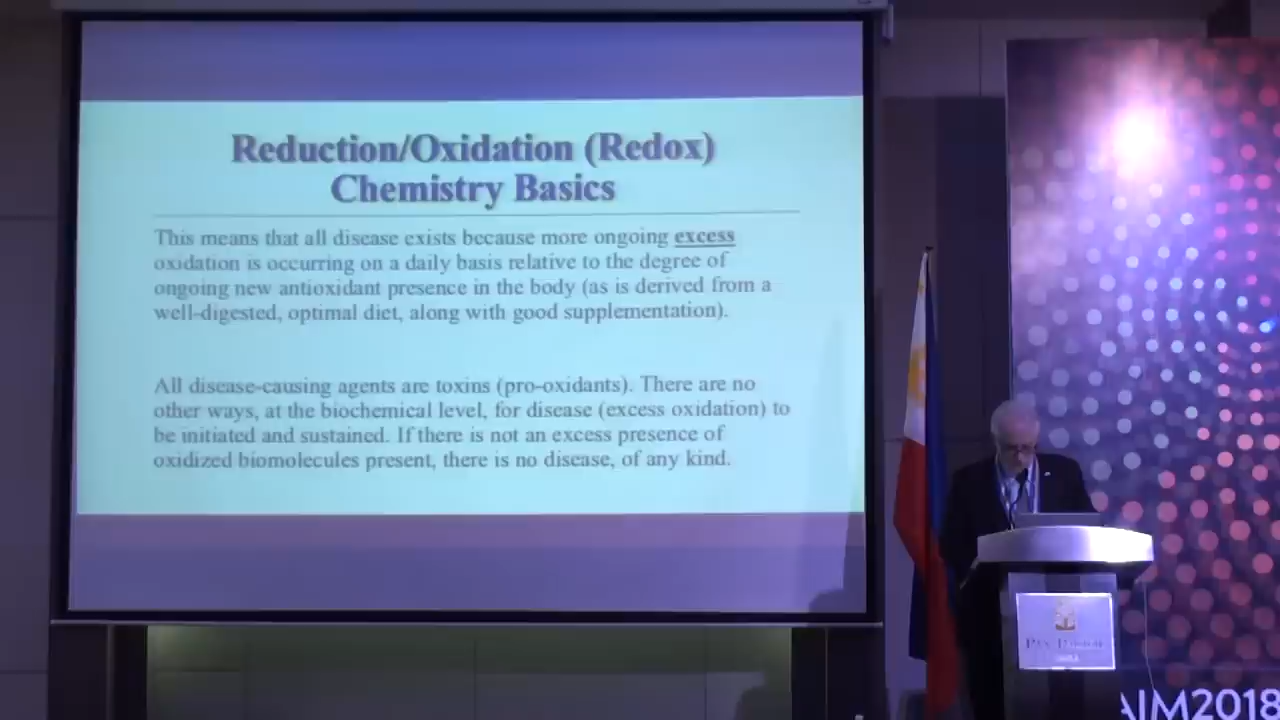 Reduction/Oxidation (Redox)
Chemistry Basics
This means that all disease exists because more ongoing excess
oxidation is occurring on a daily basis relative to the degree of
ongoing new antioxidant presence in the body (as is derived from a
well-digested, optimal diet, along with good supplementation).
All disease-causing agents are toxins (pro-oxidants). There are no
other ways, at the biochemical level, for disease (excess oxidation) to
be initiated and sustained. If there is not an excess presence of
oxidized biomolecules present, there is no disease, of any kind.
AIM2018